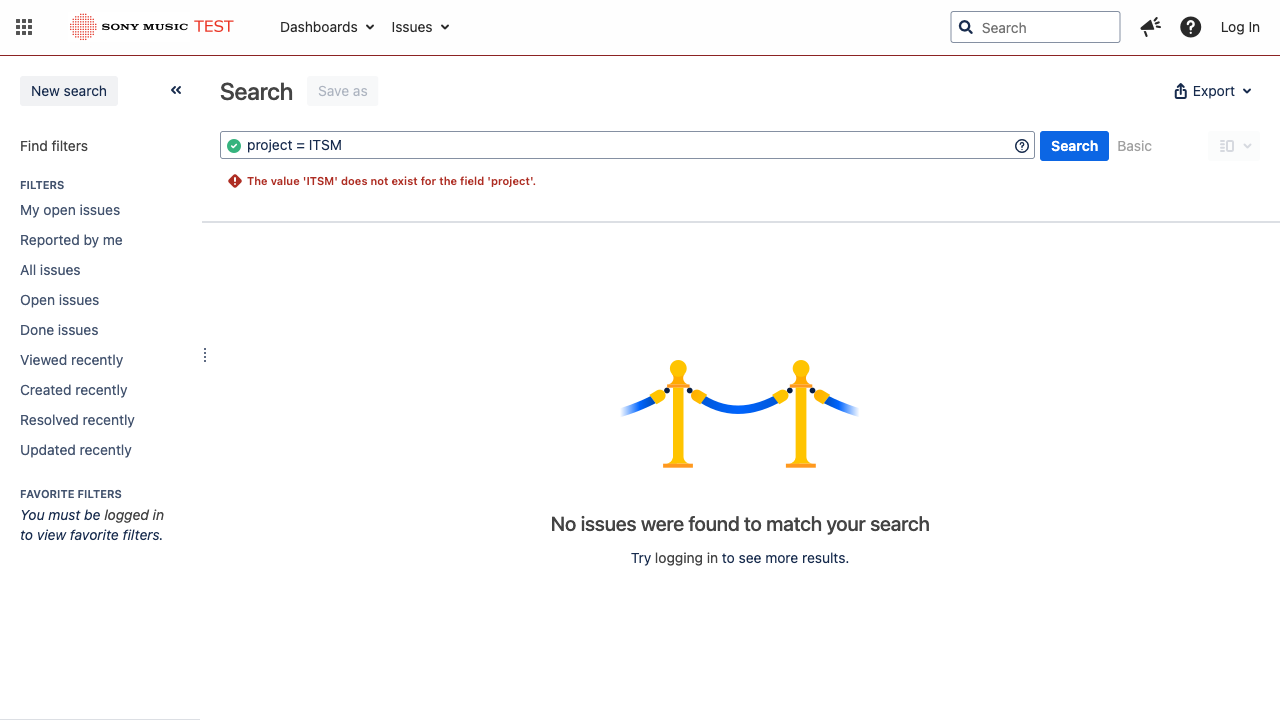 SONY MUSIC TEST
Dashboards
Issues
Search
Log In
New search
Search
Save as
Export
Find filters
project = ITSM
Search
Basic
The value 'ITSM' does not exist for the field 'project'.
FILTERS
My open issues
Reported by me
All issues
Open issues
Done issues
Viewed recently
Created recently
Resolved recently
Updated recently
FAVORITE FILTERS
You must be logged in
to view favorite filters.
No issues were found to match your search
Try logging in to see more results.